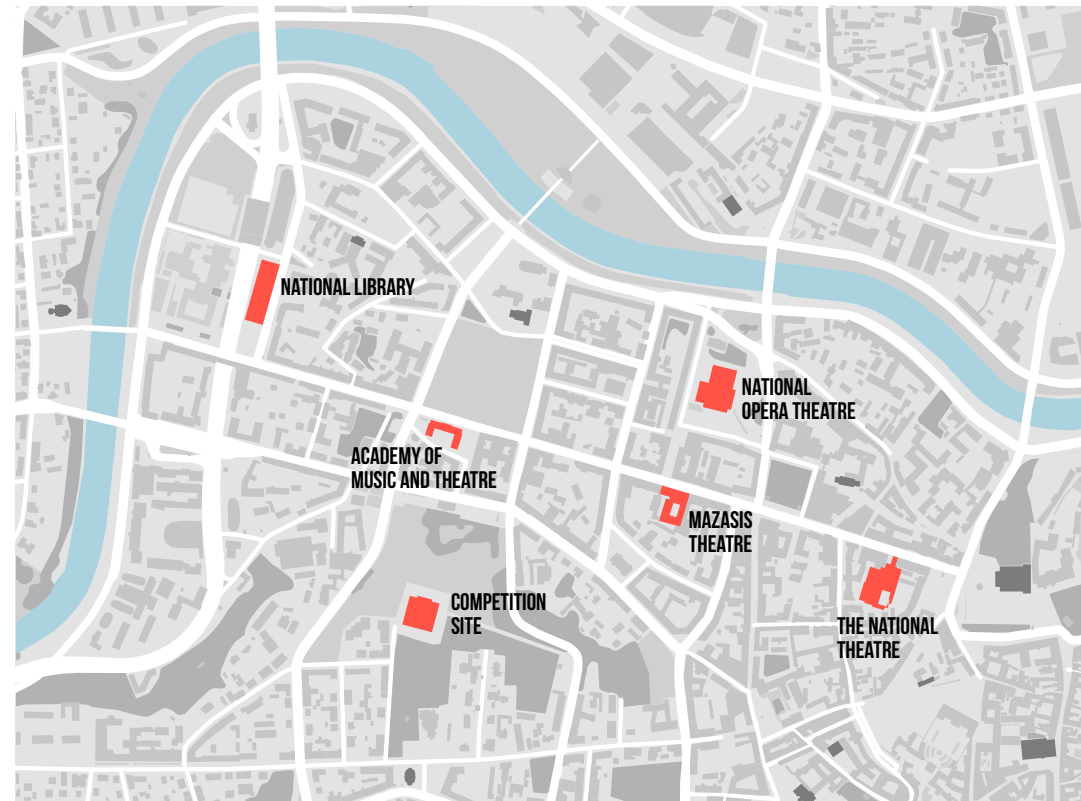 NATIONAL LIBRARY
NATIONAL
OPERA THEATRE
ACADEMY OF
MUSIC AND THEATRE
MAZASIS
THEATRE
COMPETITION
SITE
THE NATIONAL
THEATRE